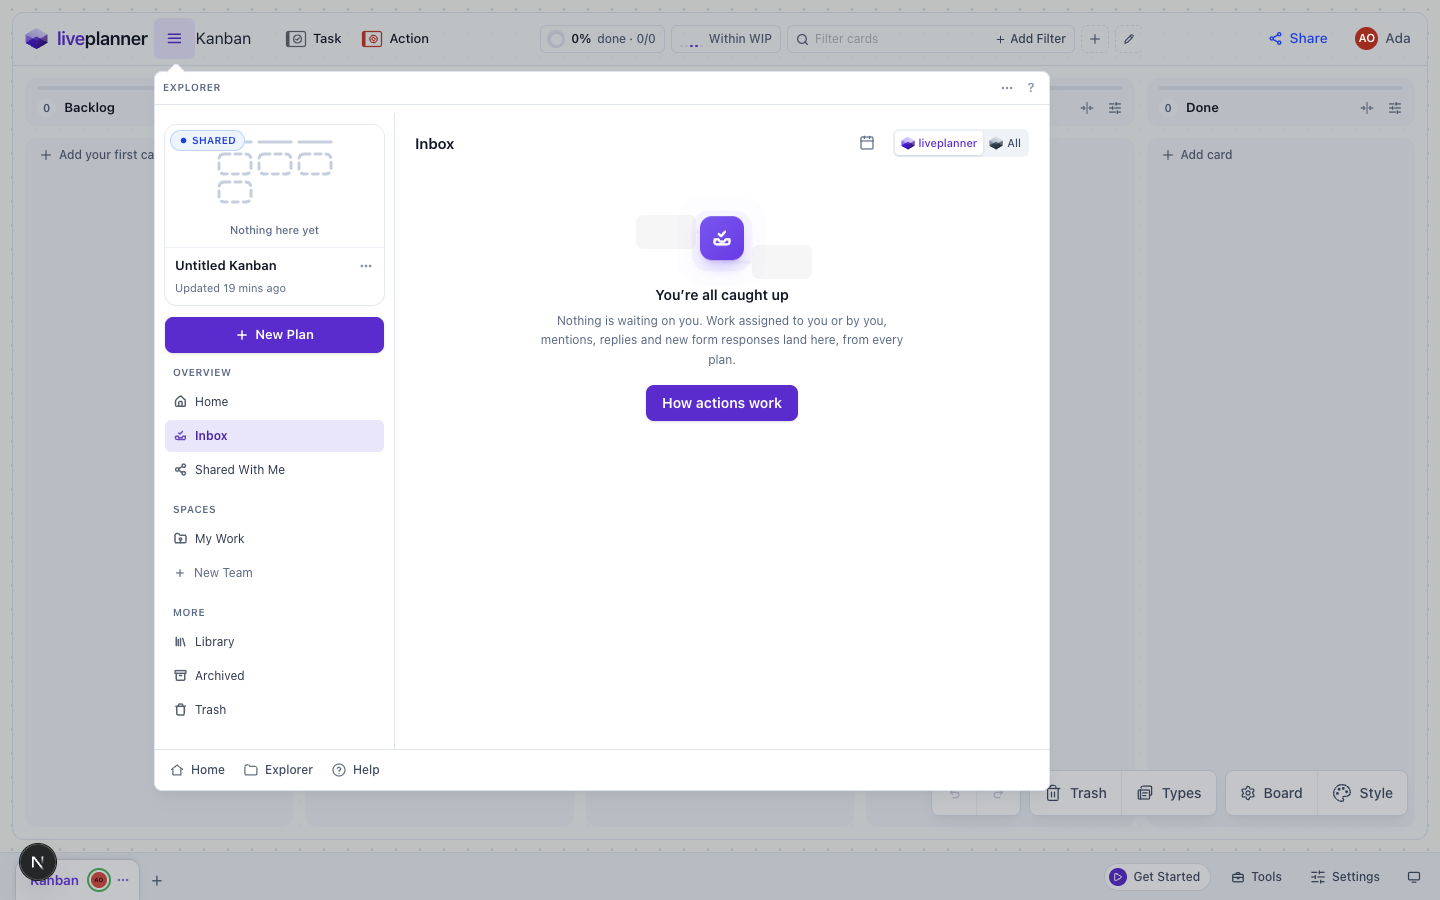 liveplanner
Kanban
Task
Action
0% done · 0/0
Within WIP
Filter cards
+ Add Filter
Share
AO
Ada
EXPLORER
?
0 Backlog
+ Add your first ca
0 Done
+ Add card
SHARED
Nothing here yet
Untitled Kanban
Updated 19 mins ago
+ New Plan
OVERVIEW
Home
Inbox
Shared With Me
SPACES
My Work
+ New Team
MORE
Library
Archived
Trash
Inbox
liveplanner
All
You're all caught up
Nothing is waiting on you. Work assigned to you or by you,
mentions, replies and new form responses land here, from every
plan.
How actions work
Home
Explorer
Help
Trash
Types
Board
Style
N
Kanban
AO
Get Started
Tools
Settings